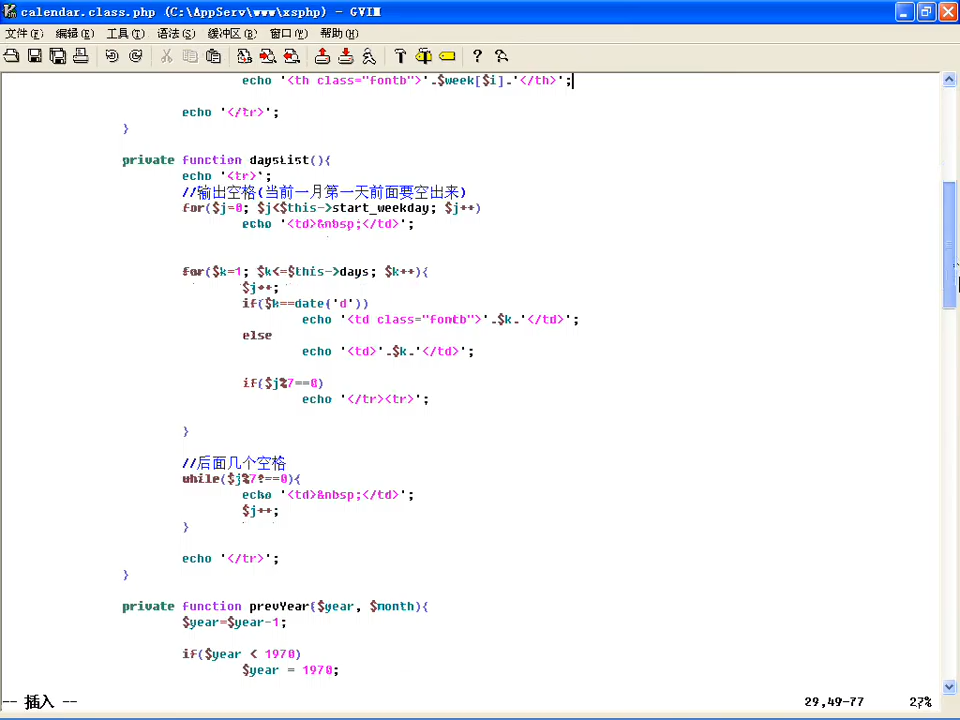 calendar.class.php (C:\AppServ\www\xsphp) - GVIM
文件(F) 编辑(E) 工具(T) 语法(S) 缓冲区(B) 窗口(W) 帮助(H)
echo '<th class="fontb">'.$week[$i].'</th>';
echo '</tr>';
}
private function daysList(){
echo '<tr>';
//输出空格(当前一月第一天前面要空出来)
for($j=0; $j<$this->start_weekday; $j++)
echo '<td>&nbsp;</td>';
for($k=1; $k<=$this->days; $k++){
$j++;
if($k==date('d'))
echo '<td class="fontb">'.$k.'</td>';
else
echo '<td>'.$k.'</td>';
if($j%7==0)
echo '</tr><tr>';
}
//后面几个空格
while($j%7!==0){
echo '<td>&nbsp;</td>';
$j++;
}
echo '</tr>';
}
private function prevYear($year, $month){
$year=$year-1;
if($year < 1970)
$year = 1970;
-- 插入 -- 29,49-77 27%